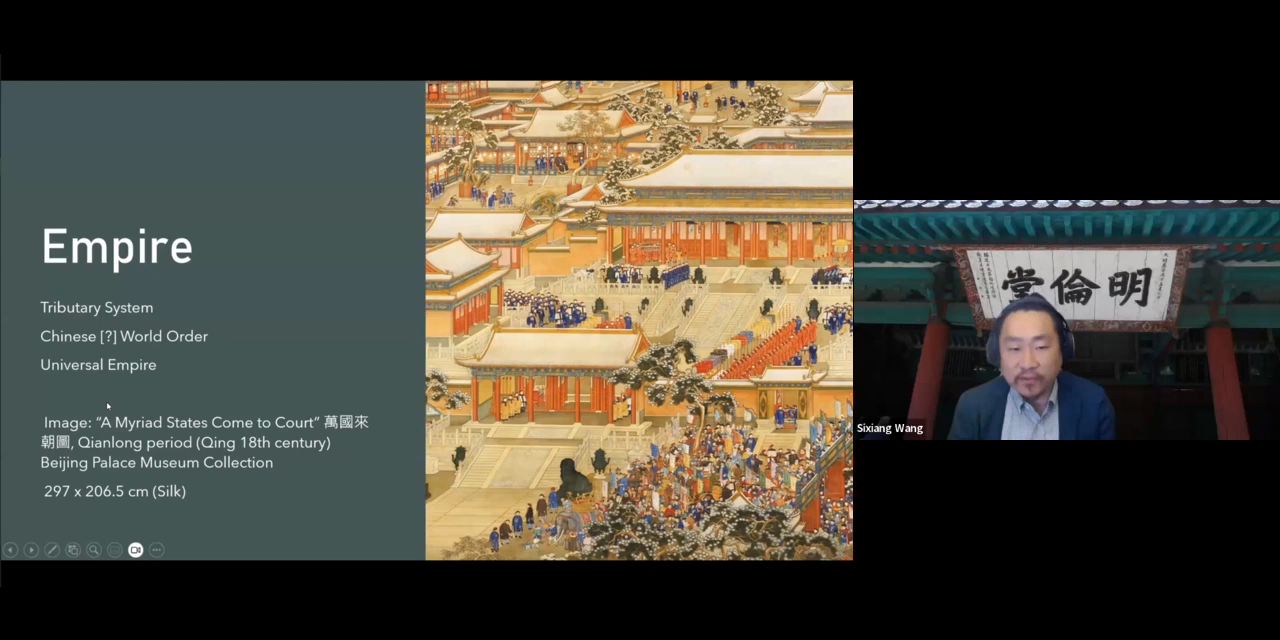 Empire
Tributary System
Chinese [?] World Order
Universal Empire
Image: “A Myriad States Come to Court” 萬國來
朝圖, Qianlong period (Qing 18th century)
Beijing Palace Museum Collection
297 x 206.5 cm (Silk)
堂倫明
Sixiang Wang